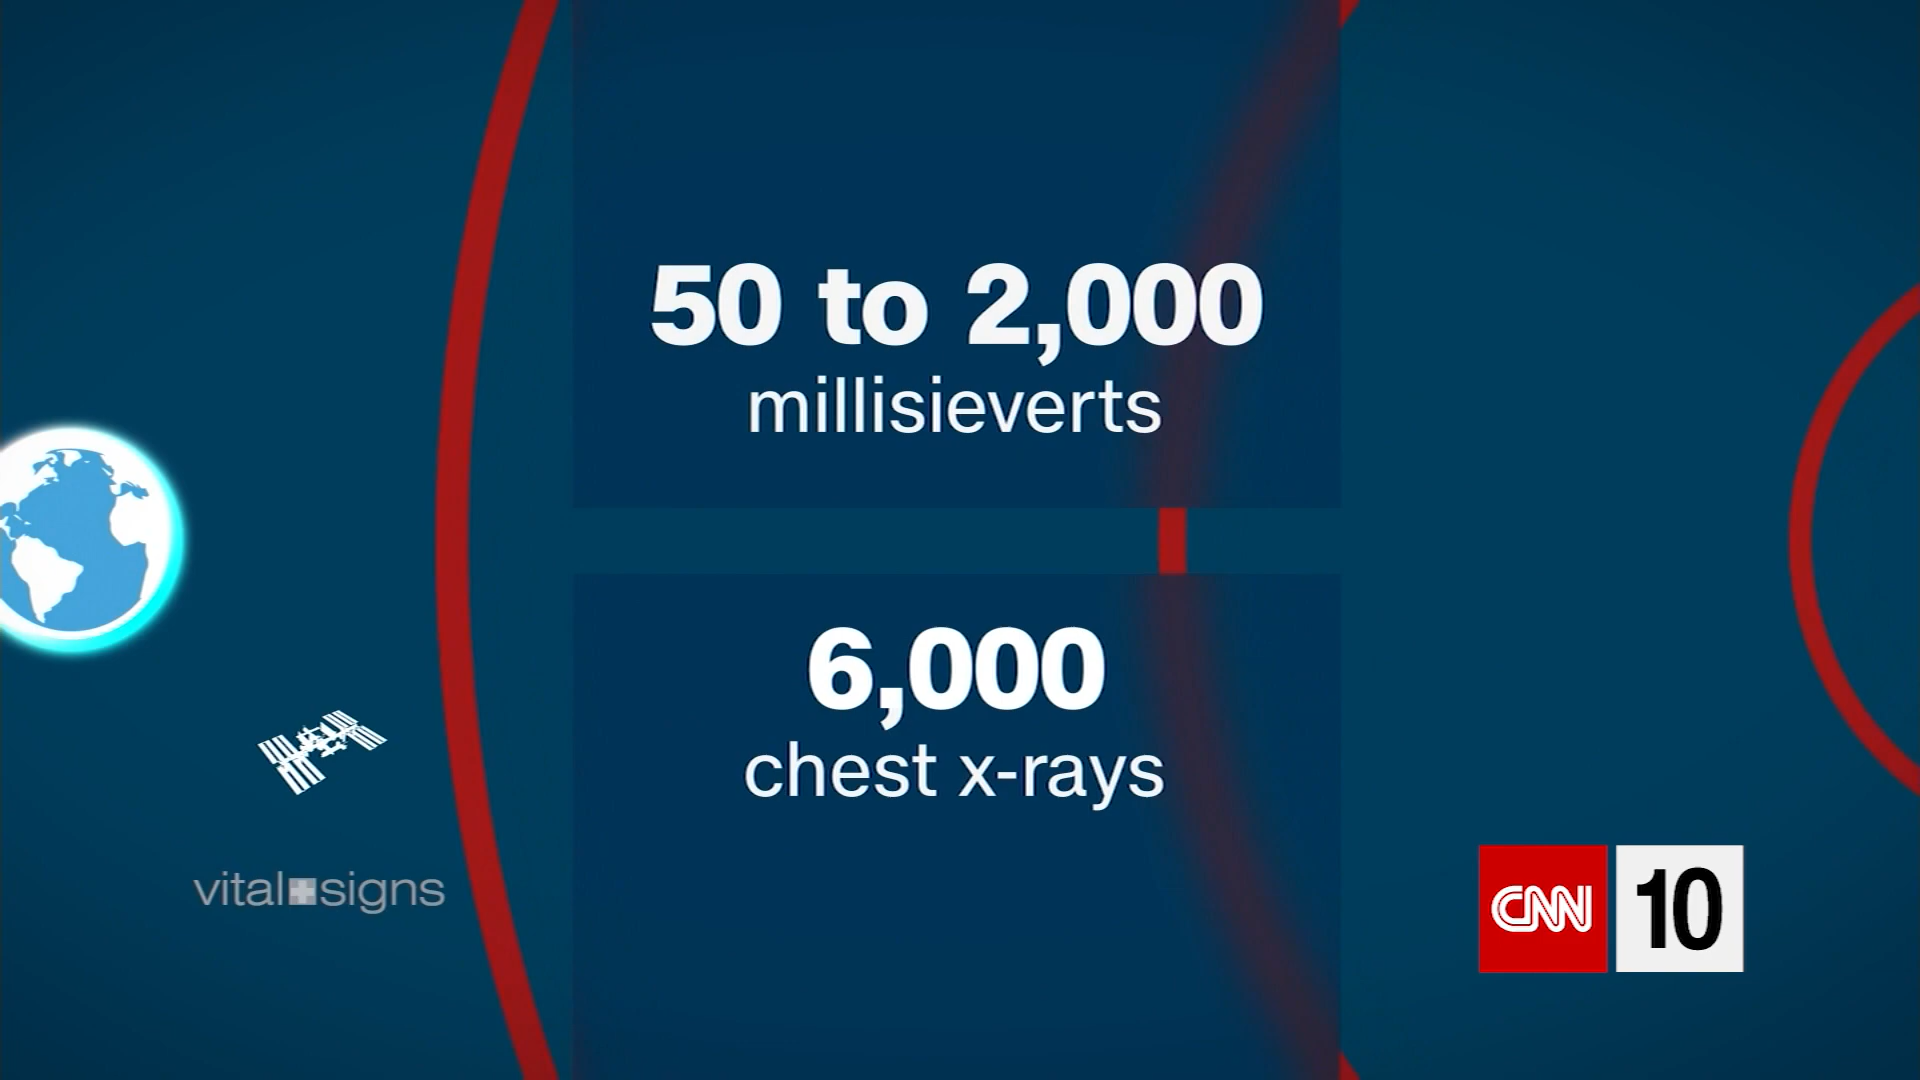 50 to 2,000
millisieverts
6,000
chest x-rays
vital signs
CNN 10